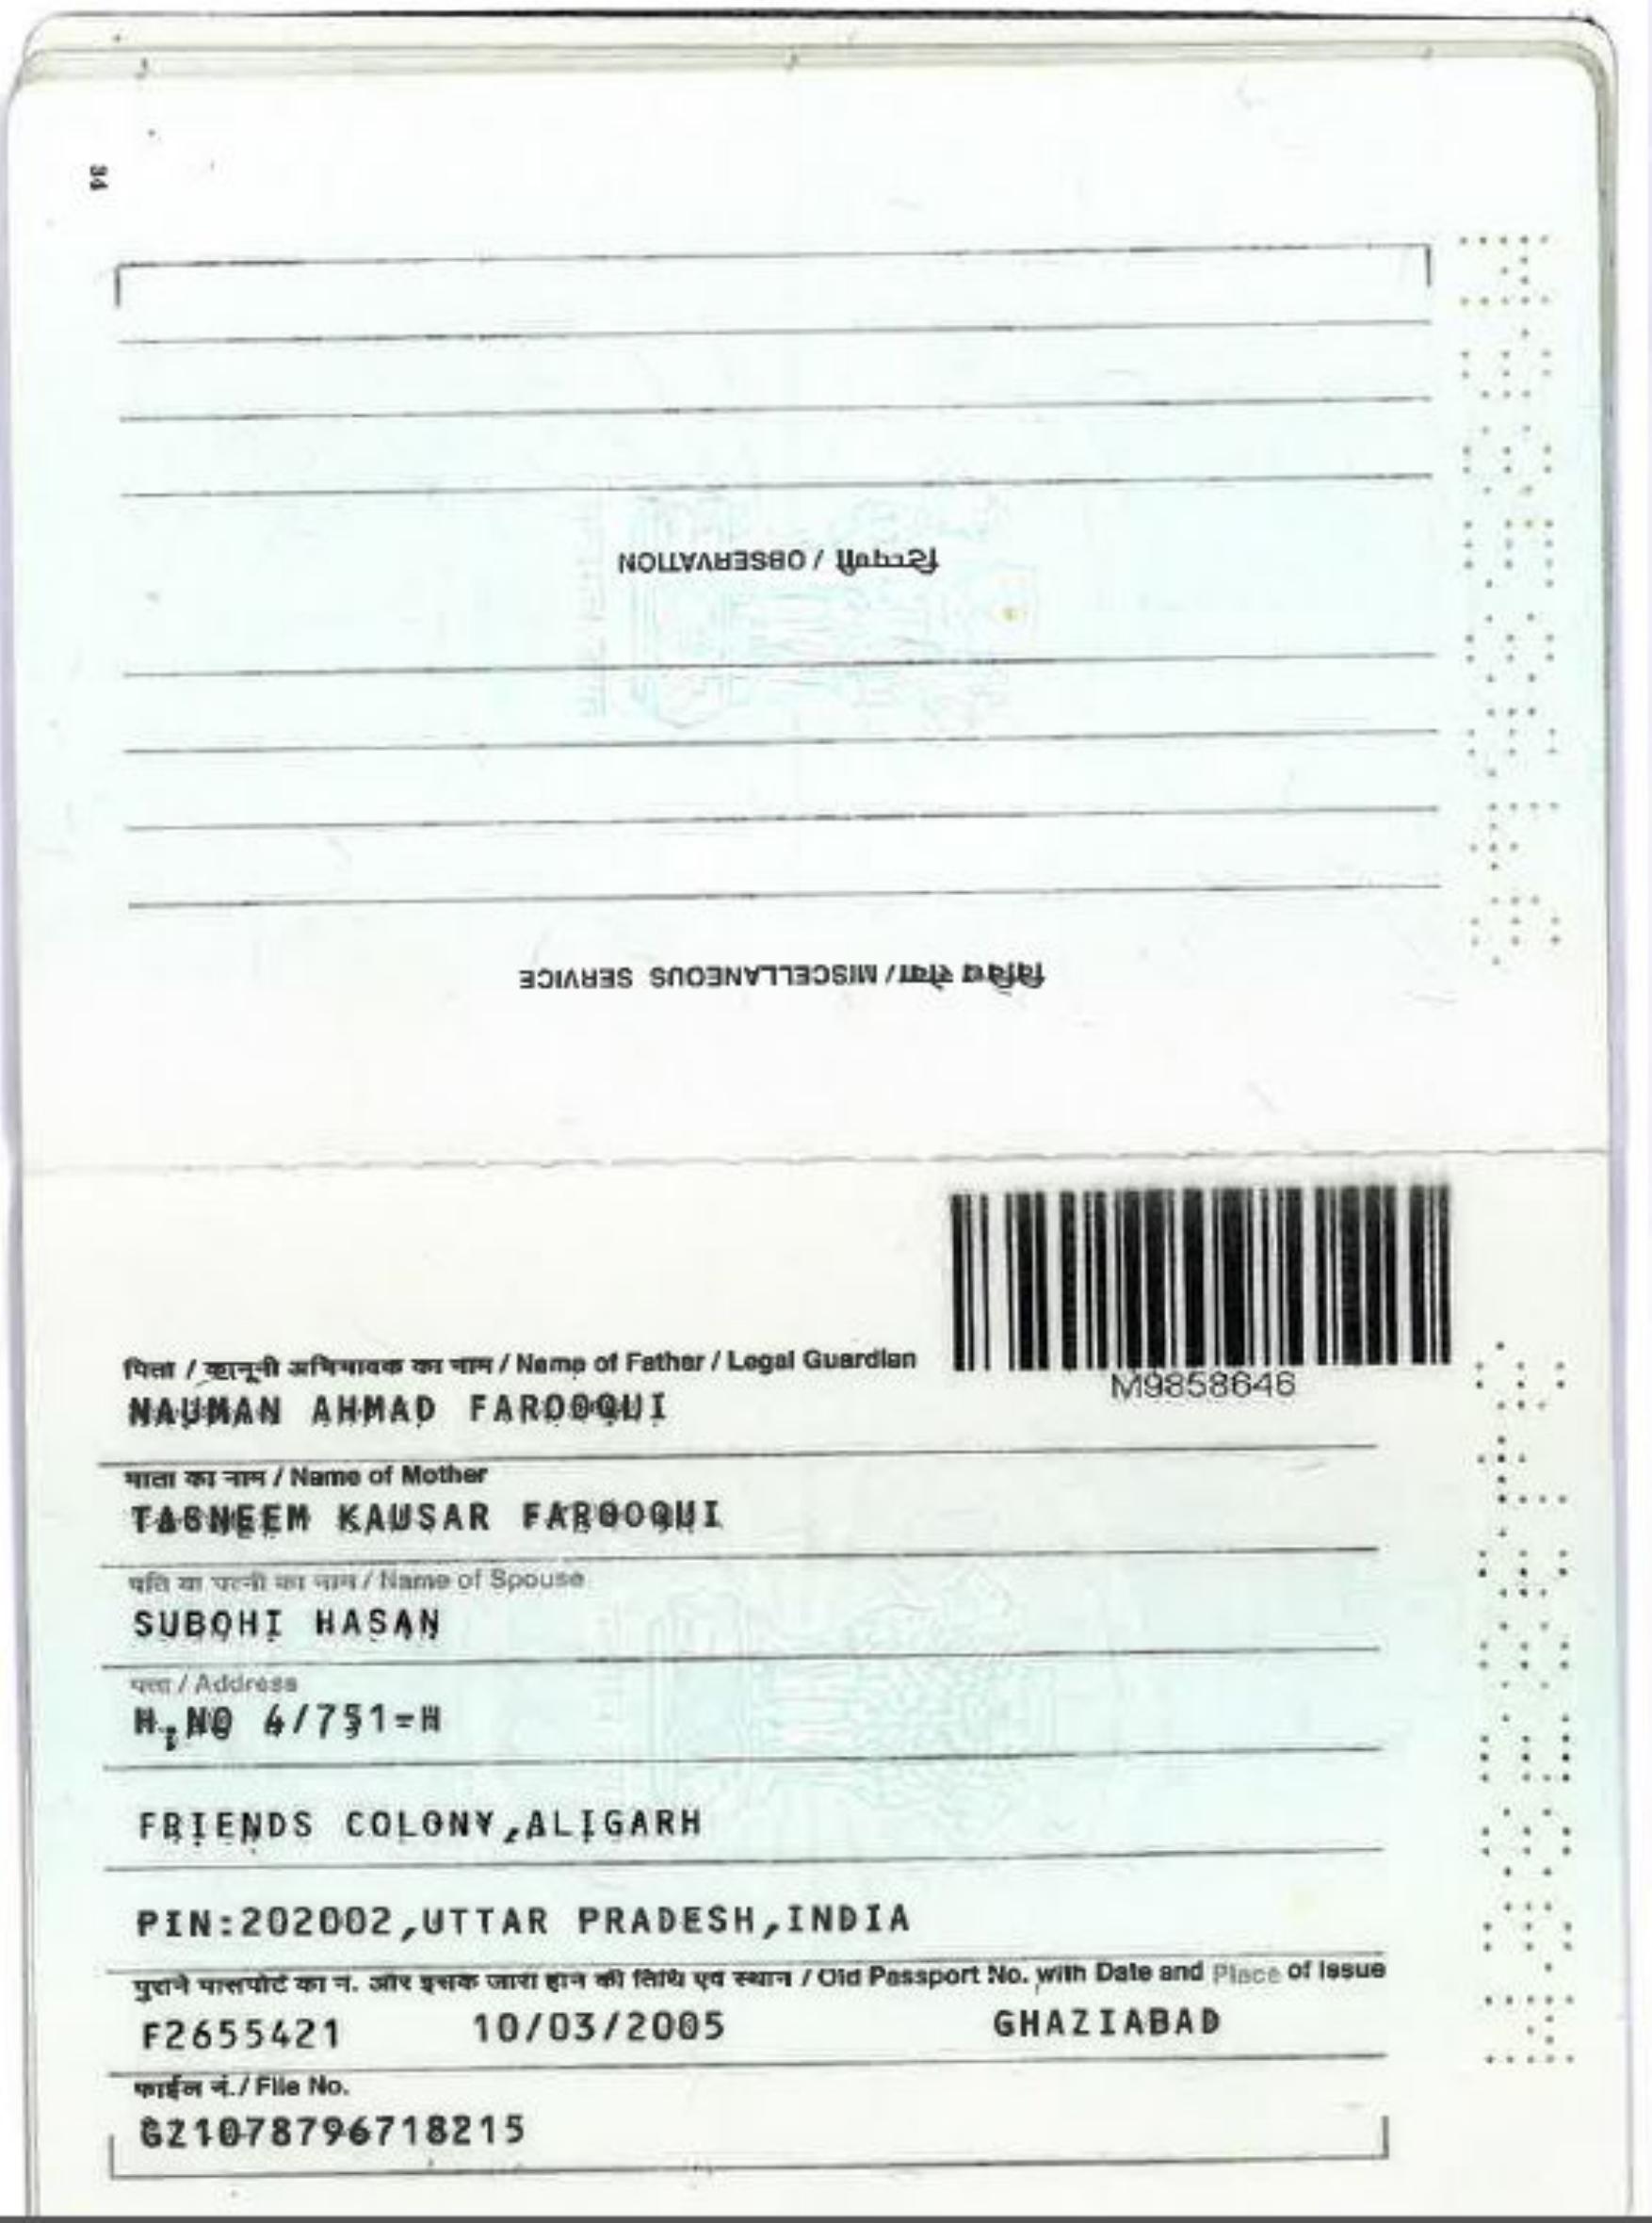 34
टिप्पणी / OBSERVATION
विविध सेवा / MISCELLANEOUS SERVICE
M9858646
पिता / कानूनी अभिभावक का नाम / Name of Father / Legal Guardian
NAUMAN AHMAD FAROOQUI
माता का नाम / Name of Mother
TASNEEM KAUSAR FAROOQUI
पति या पत्नी का नाम / Name of Spouse
SUBOHI HASAN
पता / Address
H.NO 4/751-H
FRIENDS COLONY,ALIGARH
PIN:202002,UTTAR PRADESH,INDIA
पुराने पासपोर्ट का नं. और इसके जारी होने की तिथि एवं स्थान / Old Passport No. with Date and Place of Issue
F2655421 10/03/2005 GHAZIABAD
फाईल नं./ File No.
GZ1078796718215